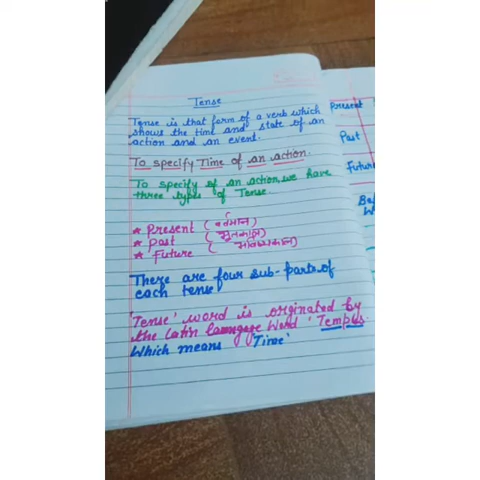 Tense
Tense is that form of a verb which
shows the time and state of an
action and an event.
To specify Time of an action.
To specify of an action, we have
three types of Tense
* Present (वर्तमान)
* Past (भूतकाल)
* Future (भविष्यकाल)
There are four sub-parts of
each tense
'Tense' word is orginated by
the Latin Word 'Tempus.
Which means 'Time'
Present
Past
Future